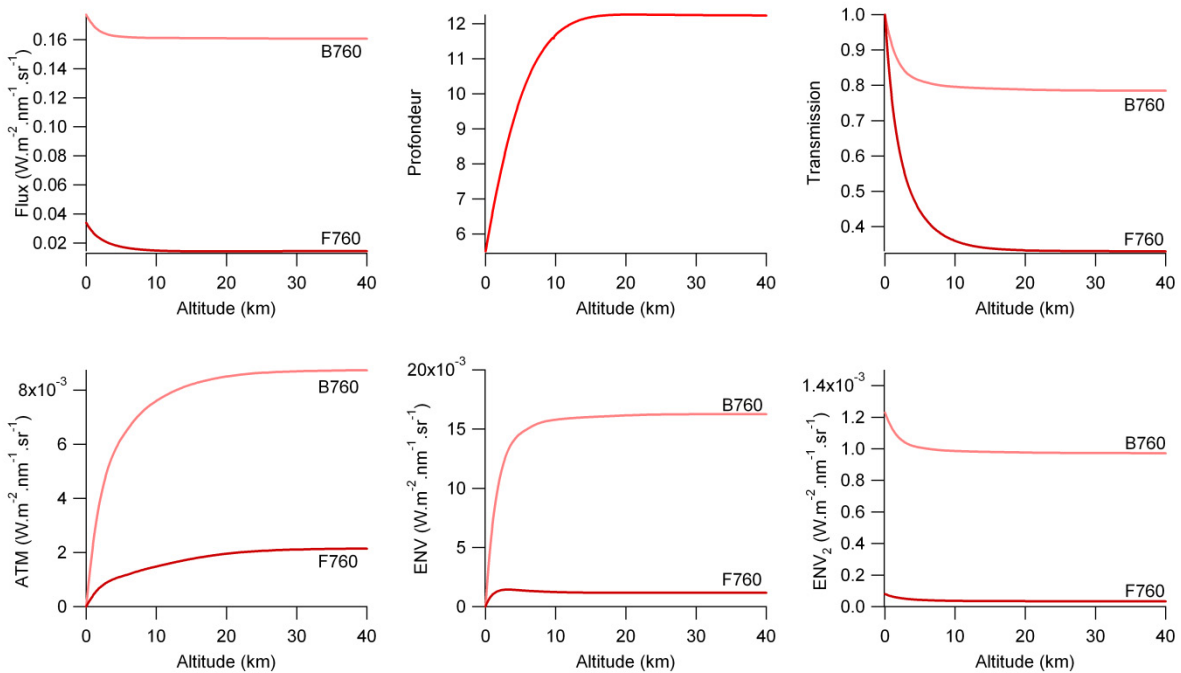 Flux (W.m⁻².nm⁻¹.sr⁻¹)
0.16
0.14
0.12
0.10
0.08
0.06
0.04
0.02
B760
F760
0 10 20 30 40
Altitude (km)
Profondeur
12
11
10
9
8
7
6
0 10 20 30 40
Altitude (km)
Transmission
1.0
0.9
0.8
0.7
0.6
0.5
0.4
B760
F760
0 10 20 30 40
Altitude (km)
ATM (W.m⁻².nm⁻¹.sr⁻¹)
8x10⁻³
6
4
2
0
B760
F760
0 10 20 30 40
Altitude (km)
ENV (W.m⁻².nm⁻¹.sr⁻¹)
20x10⁻³
15
10
5
0
B760
F760
0 10 20 30 40
Altitude (km)
ENV₂ (W.m⁻².nm⁻¹.sr⁻¹)
1.4x10⁻³
1.2
1.0
0.8
0.6
0.4
0.2
0.0
B760
F760
0 10 20 30 40
Altitude (km)